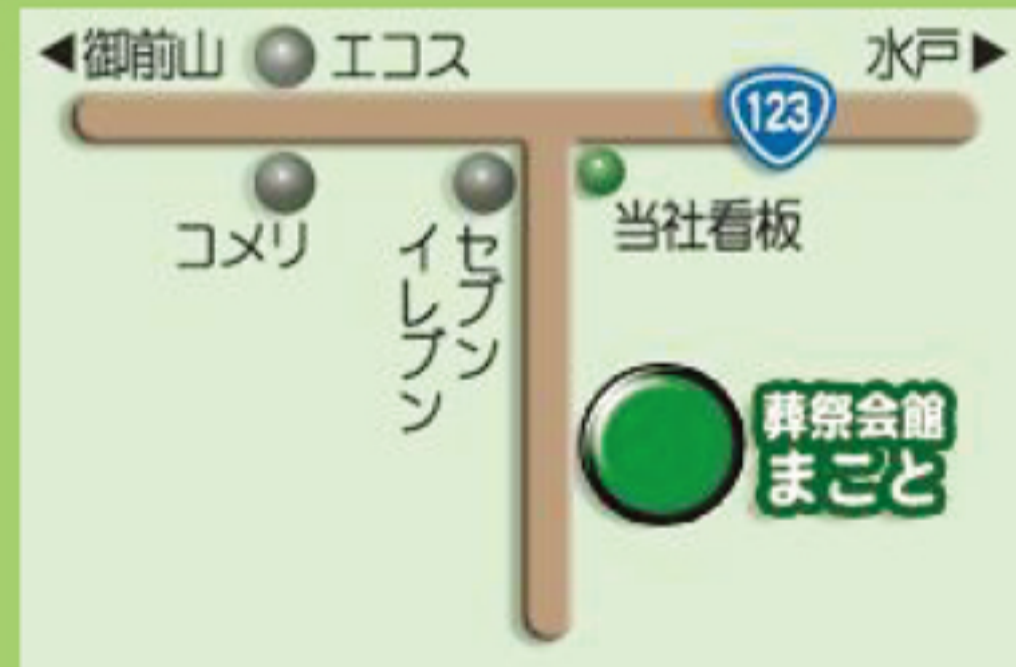 ◀御前山
エコス
水戸▶
123
コメリ
セブン
イレブン
当社看板
葬祭会館
まごと